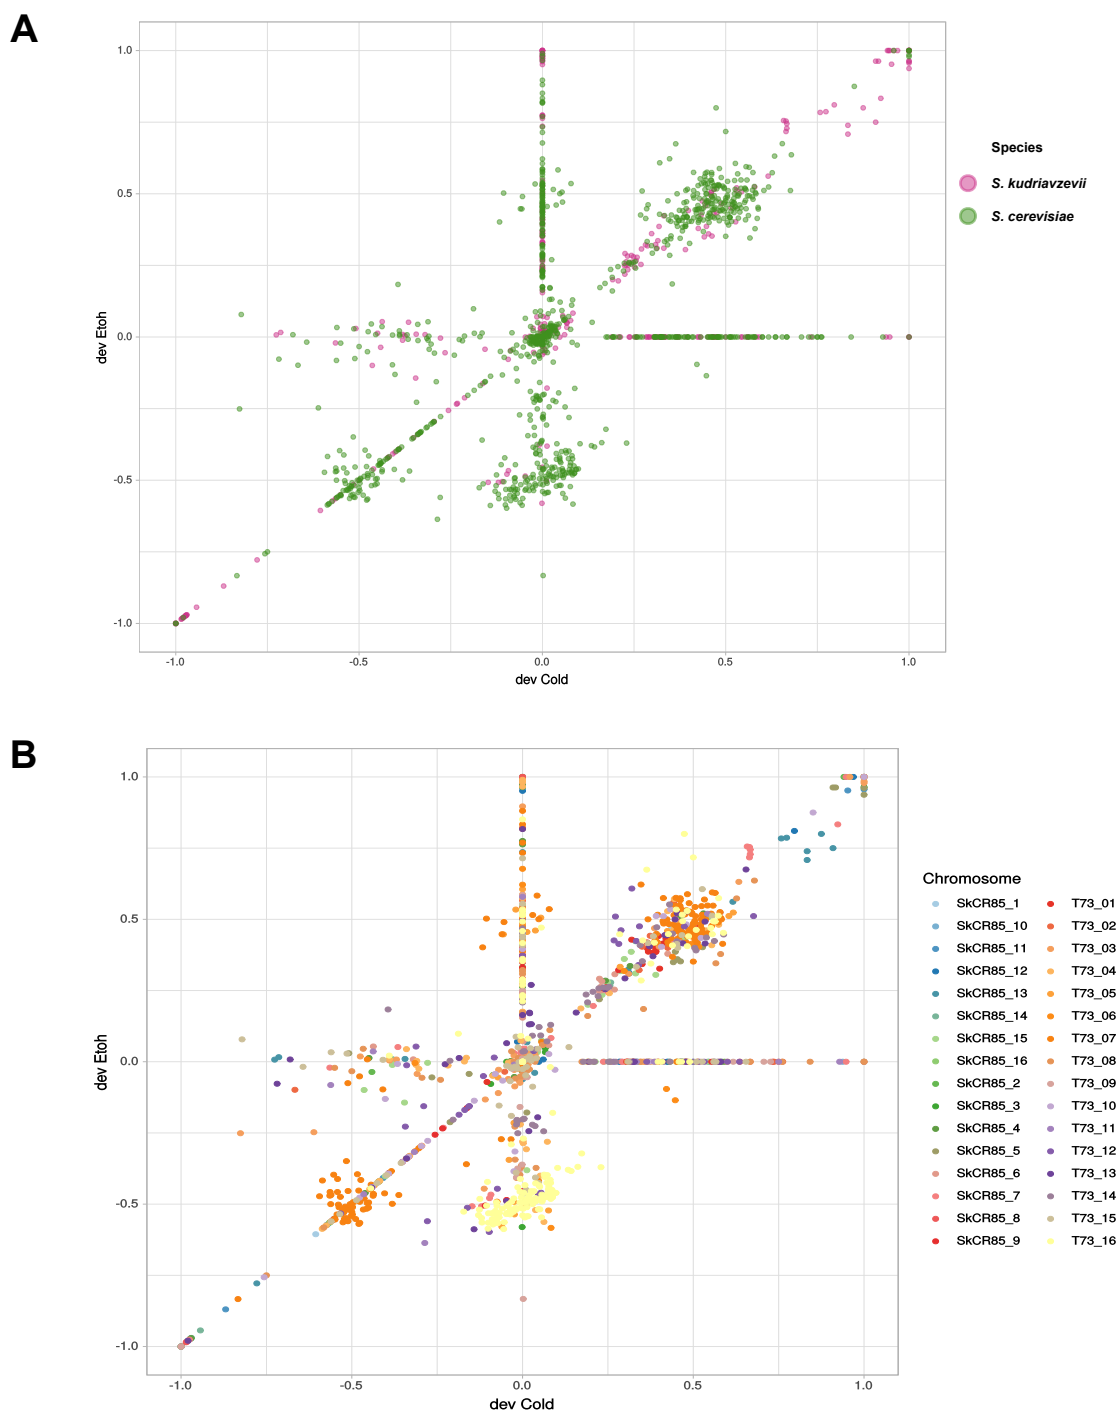 A
1.0
0.5
0.0
-0.5
-1.0
dev Etoh
-1.0 -0.5 0.0 0.5 1.0
dev Cold
Species
S. kudriavzevii
S. cerevisiae
B
1.0
0.5
0.0
-0.5
-1.0
dev Etoh
-1.0 -0.5 0.0 0.5 1.0
dev Cold
Chromosome
SkCR85_1 T73_01
SkCR85_10 T73_02
SkCR85_11 T73_03
SkCR85_12 T73_04
SkCR85_13 T73_05
SkCR85_14 T73_06
SkCR85_15 T73_07
SkCR85_16 T73_08
SkCR85_2 T73_09
SkCR85_3 T73_10
SkCR85_4 T73_11
SkCR85_5 T73_12
SkCR85_6 T73_13
SkCR85_7 T73_14
SkCR85_8 T73_15
SkCR85_9 T73_16